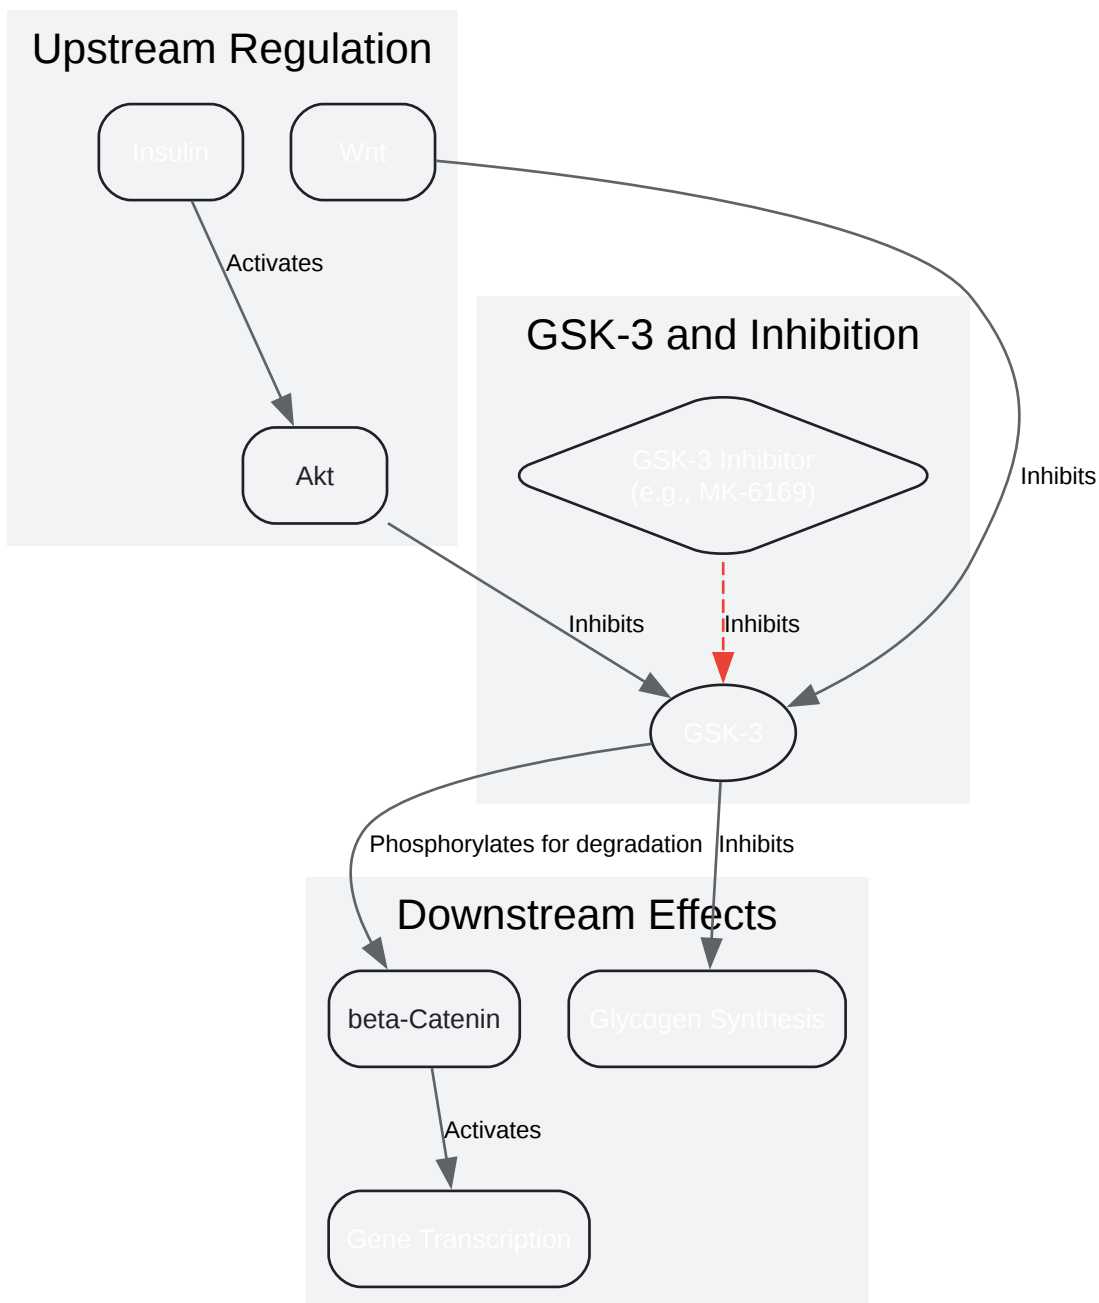 Upstream Regulation
Insulin
Wnt
Activates
GSK-3 and Inhibition
Akt
GSK-3 Inhibitor
(e.g., MK-6169)
Inhibits
Inhibits
Inhibits
GSK-3
Phosphorylates for degradation
Inhibits
Downstream Effects
beta-Catenin
Glycogen Synthesis
Activates
Gene Transcription